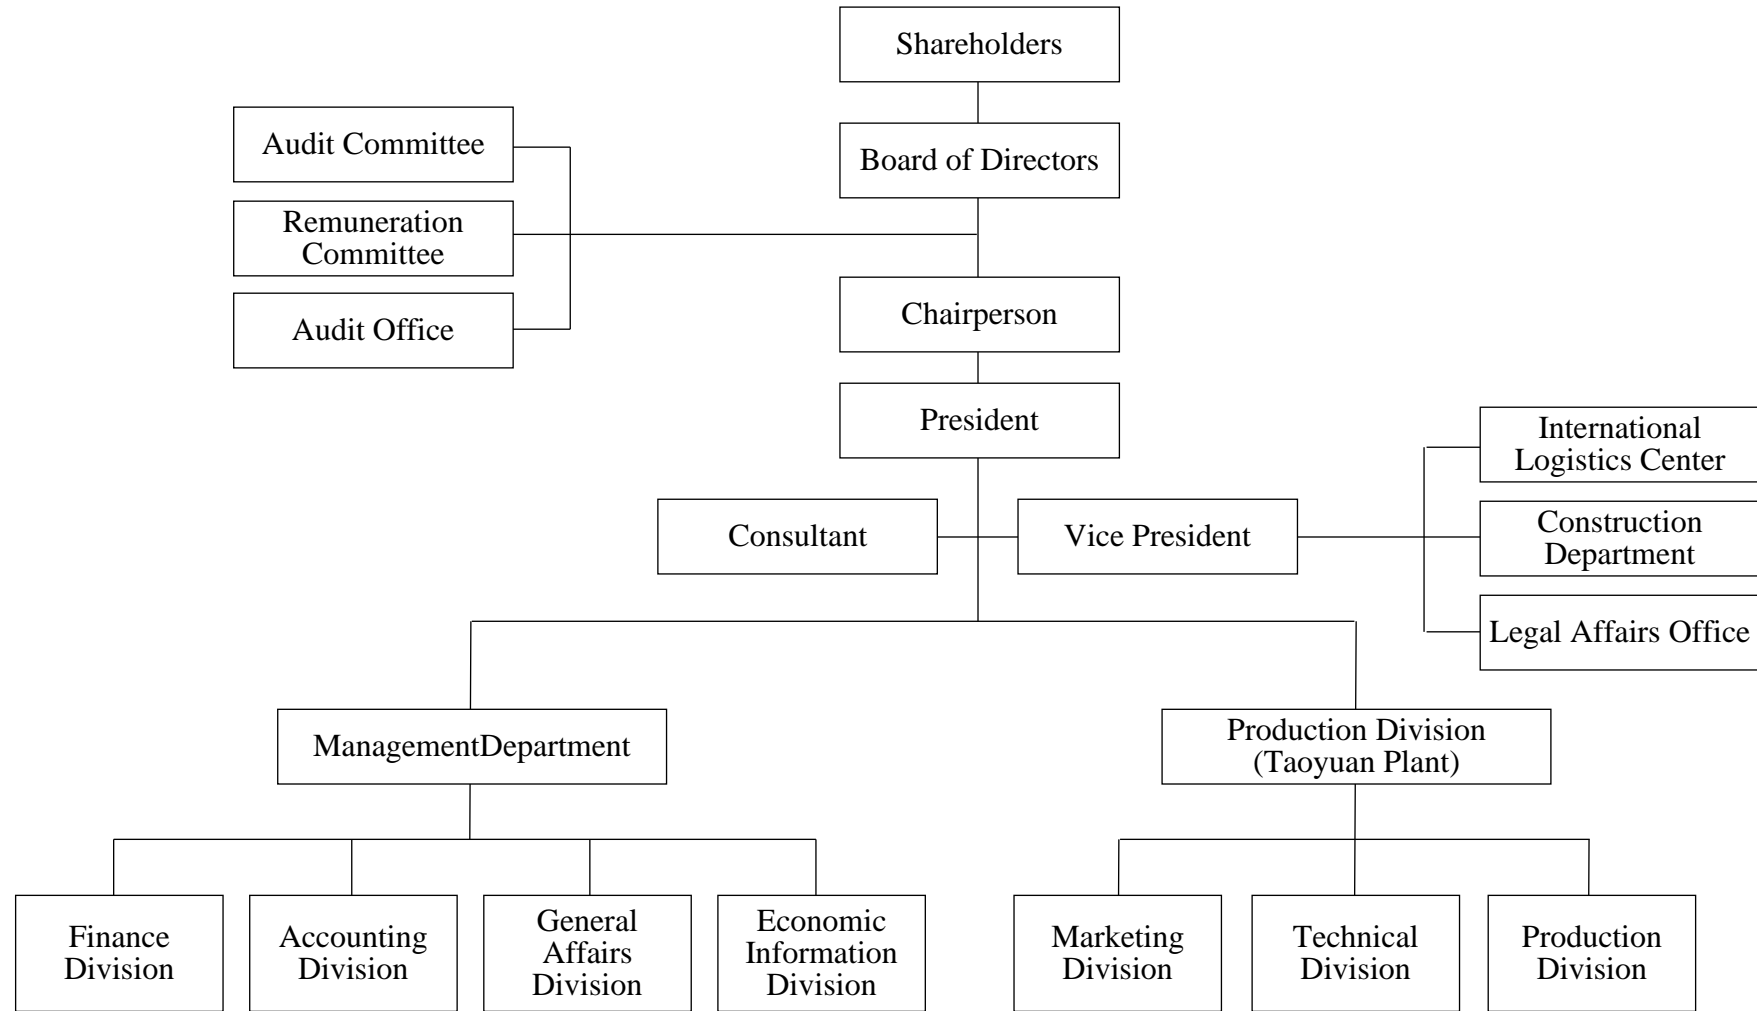 Shareholders
Audit Committee
Board of Directors
Remuneration
Committee
Audit Office
Chairperson
President
International
Logistics Center
Consultant
Vice President
Construction
Department
Legal Affairs Office
ManagementDepartment
Production Division
(Taoyuan Plant)
Finance
Division
Accounting
Division
General
Affairs
Division
Economic
Information
Division
Marketing
Division
Technical
Division
Production
Division